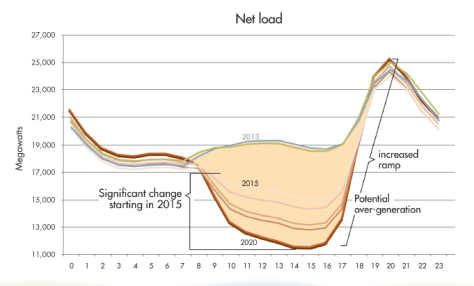 Net load
27,000
25,000
23,000
21,000
19,000
17,000
15,000
13,000
11,000
Megawatts
2013
2015
2020
Significant change
starting in 2015
increased
ramp
Potential
over-generation
0 1 2 3 4 5 6 7 8 9 10 11 12 13 14 15 16 17 18 19 20 21 22 23